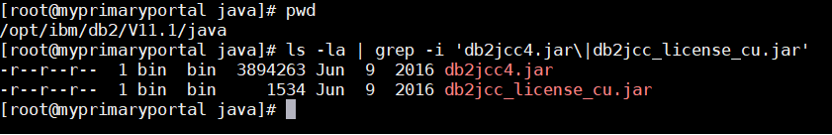 [root@myprimaryportal java]# pwd
/opt/ibm/db2/V11.1/java
[root@myprimaryportal java]# ls -la | grep -i 'db2jcc4.jar\|db2jcc_license_cu.jar'
-r--r--r--  1 bin  bin  3894263 Jun  9  2016 db2jcc4.jar
-r--r--r--  1 bin  bin     1534 Jun  9  2016 db2jcc_license_cu.jar
[root@myprimaryportal java]#